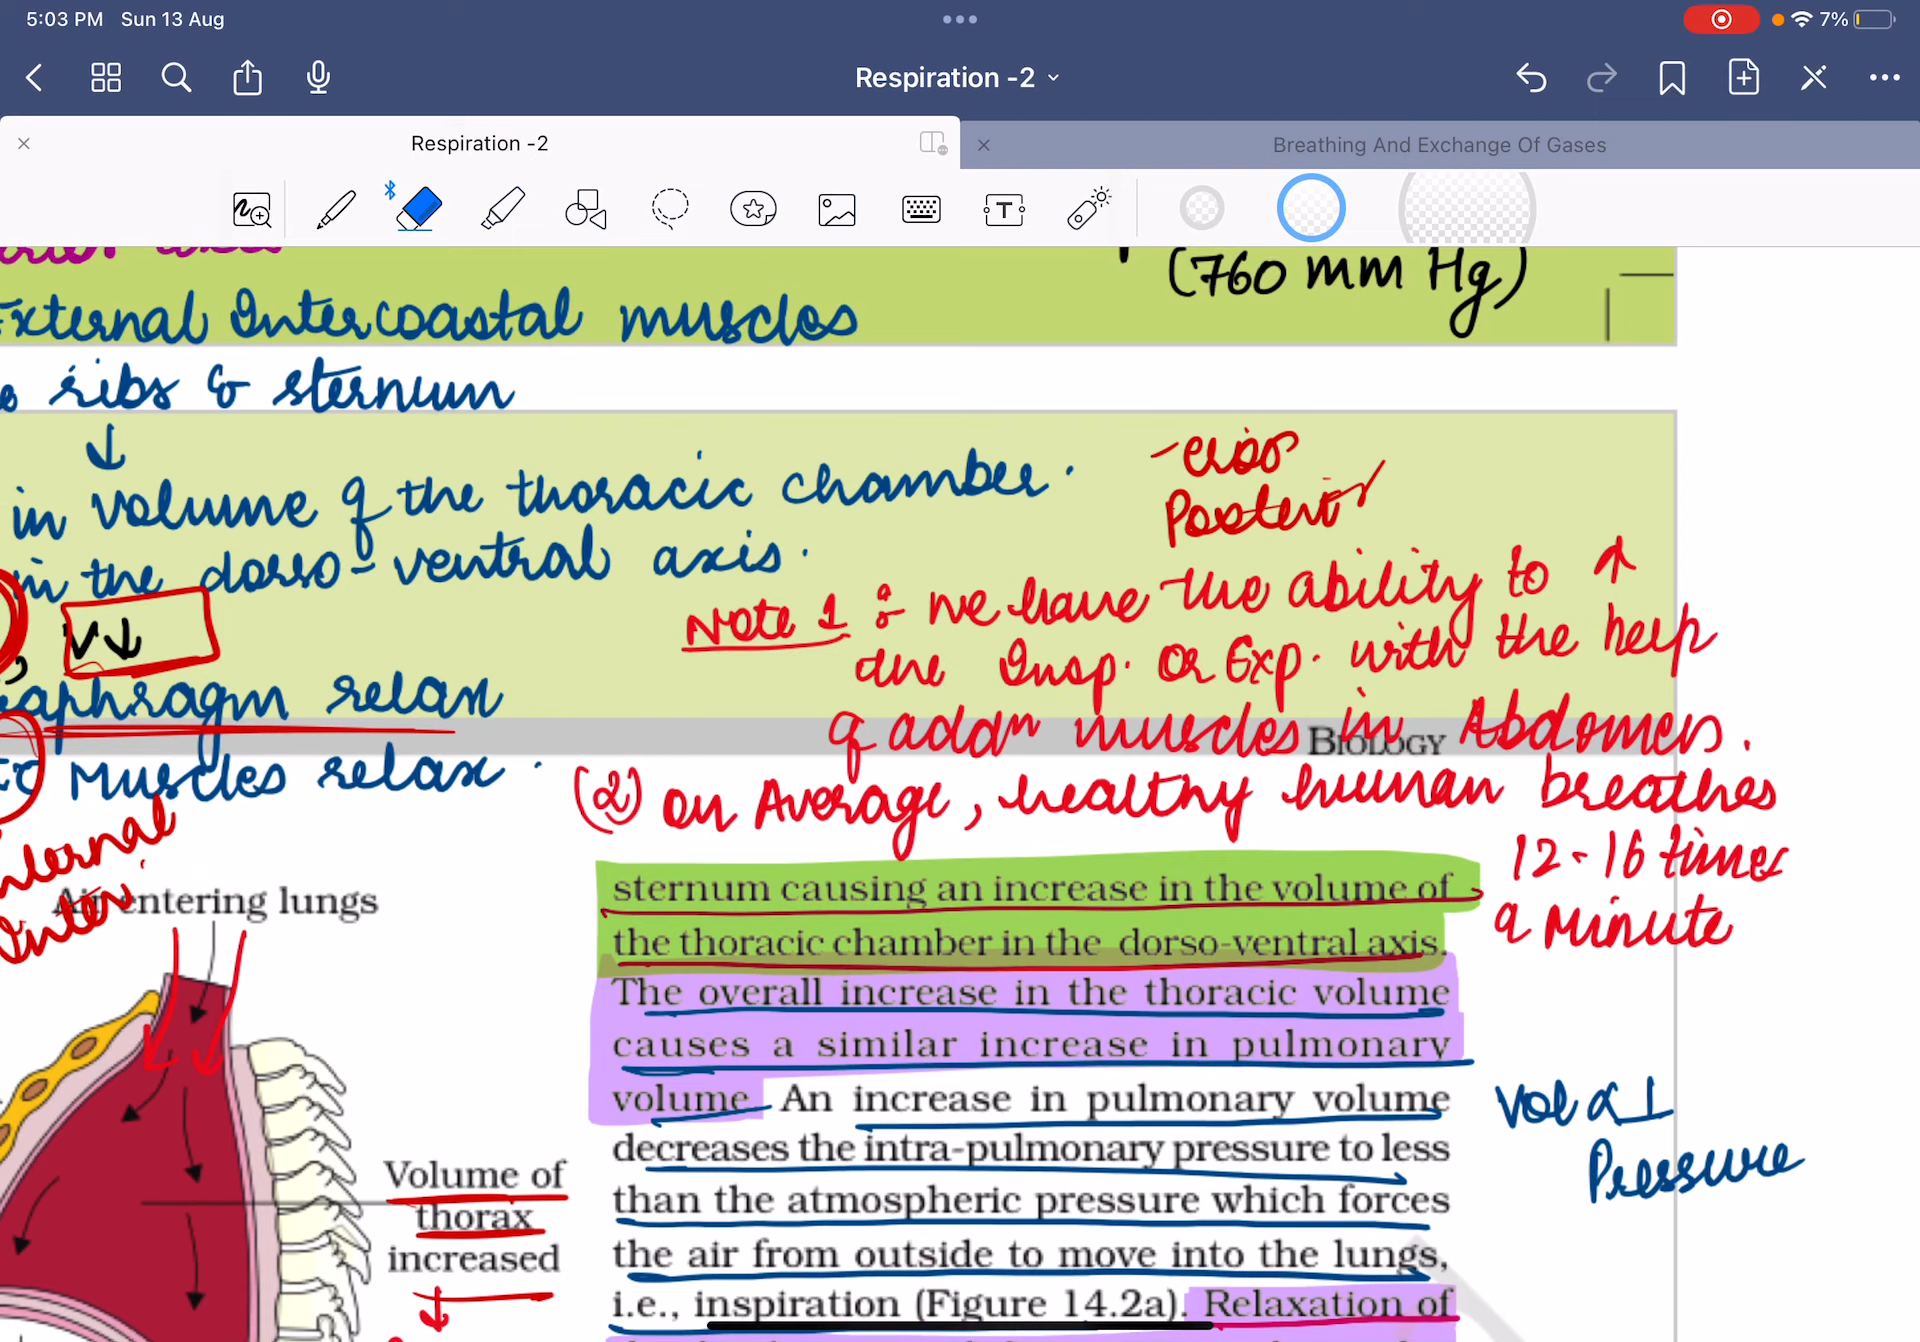 5:03 PM Sun 13 Aug
7%
Respiration -2
Respiration -2
Breathing And Exchange Of Gases
T
(760 mm Hg)
External Intercoastal muscles
ribs & sternum
↓
in volume of the thoracic chamber.
in the dorso-ventral axis.
-erior
Posterior
V↓
Note 1 : we have the ability to ↑
the Insp. or Exp. with the help
of addn muscles in Abdomen.
aphragm relax
BIOLOGY
Muscles relax.
(2) on Average, healthy human breathes
12-16 times
a Minute
Internal
Inter.
Air entering lungs
sternum causing an increase in the volume of
the thoracic chamber in the dorso-ventral axis.
The overall increase in the thoracic volume
causes a similar increase in pulmonary
volume. An increase in pulmonary volume
decreases the intra-pulmonary pressure to less
than the atmospheric pressure which forces
the air from outside to move into the lungs,
i.e., inspiration (Figure 14.2a). Relaxation of
Vol α 1
Pressure
Volume of
thorax
increased
↓